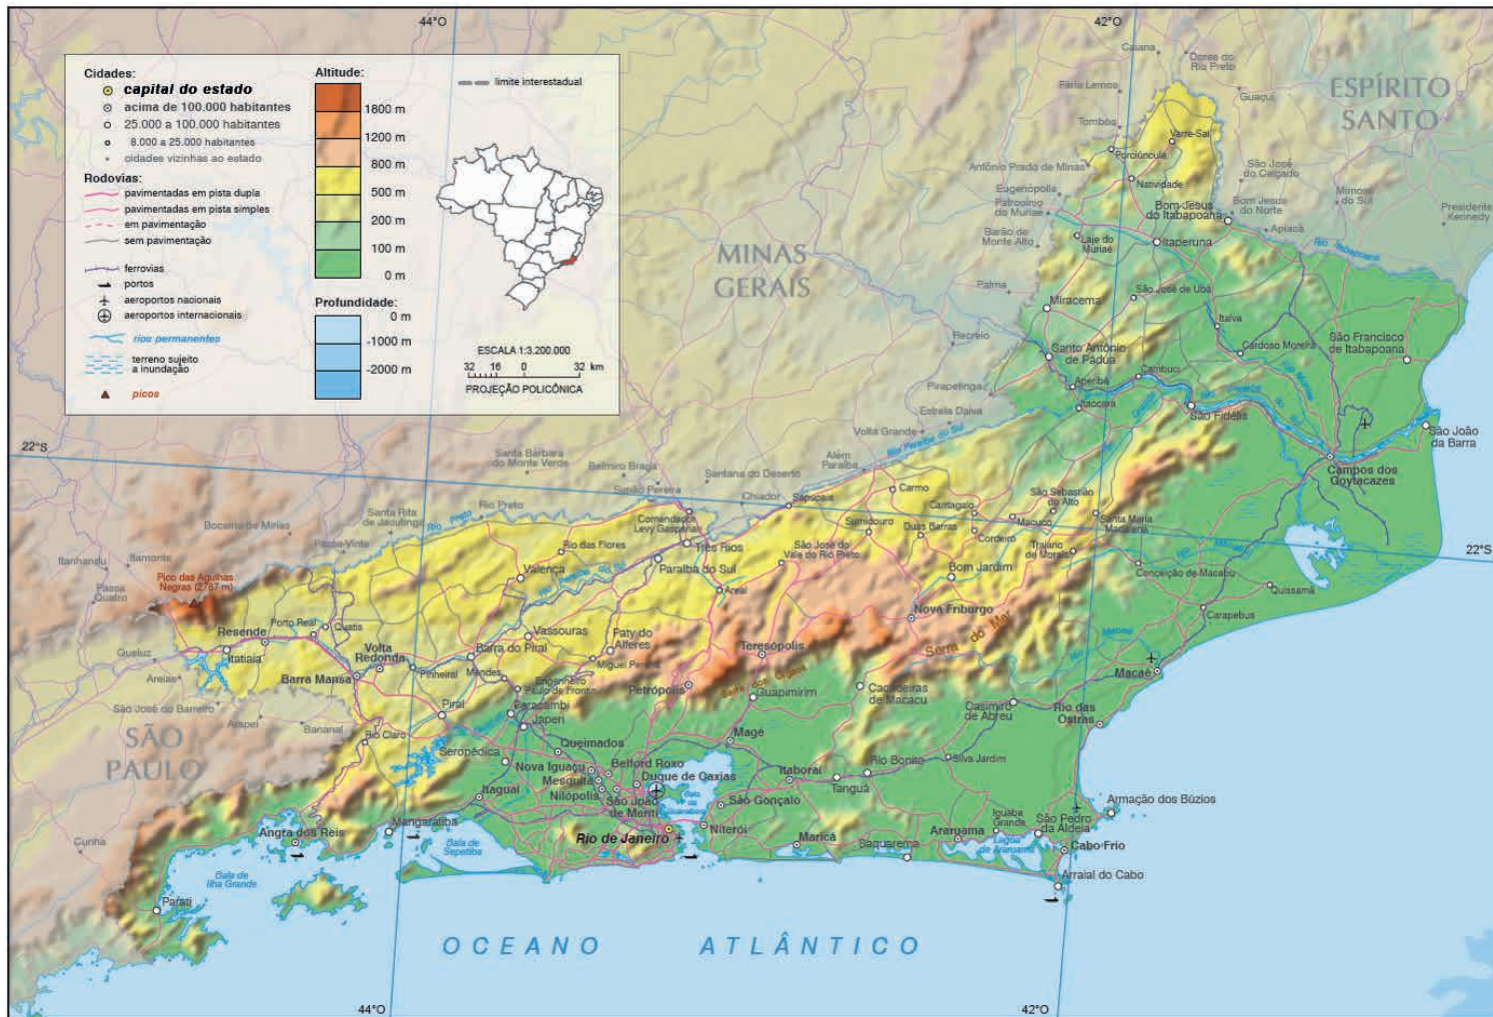 44°O
42°O
Cidades:
capital do estado
acima de 100.000 habitantes
25.000 a 100.000 habitantes
8.000 a 25.000 habitantes
cidades vizinhas ao estado
Rodovias:
pavimentadas em pista dupla
pavimentadas em pista simples
em pavimentação
sem pavimentação
ferrovias
portos
aeroportos nacionais
aeroportos internacionais
rios permanentes
terreno sujeito
a inundação
picos
Altitude:
1800 m
1200 m
800 m
500 m
200 m
100 m
0 m
Profundidade:
0 m
-1000 m
-2000 m
limite interestadual
ESCALA 1:3.200.000
32 16 0 32 km
PROJEÇÃO POLICÔNICA
MINAS
GERAIS
ESPÍRITO
SANTO
SÃO
PAULO
Caiana
Dores do
Rio Preto
Faria Lemos
Guaçuí
Tombos
Varre-Sai
Porciúncula
Antônio Prado de Minas
São José
do Calçado
Natividade
Eugenópolis
Mimoso
do Sul
Patrocínio
do Muriaé
Bom Jesus
do Itabapoana
Bom Jesus
do Norte
Presidente
Kennedy
Apiacá
Barão de
Monte Alto
Laje do
Muriaé
Itaperuna
Rio Itabapoana
Palma
São José de Ubá
Miracema
Italva
Recreio
Santo Antônio
de Pádua
Cardoso Moreira
São Francisco
de Itabapoana
Cambuci
Aperibé
Pirapetinga
Itaocara
Estrela Dalva
São Fidélis
Volta Grande
São João
da Barra
22°S
Rio Paraíba do Sul
Além
Paraíba
Campos dos
Goytacazes
Santa Bárbara
do Monte Verde
Belmiro Braga
Santana do Deserto
Simão Pereira
Chiador
Sapucaia
Carmo
São Sebastião
do Alto
Cantagalo
Macuco
Santa Maria
Madalena
Rio Preto
Santa Rita
de Jacutinga
Bocaina de Minas
Comendador
Levy Gasparian
Sumidouro
Duas Barras
Cordeiro
Trajano
de Morais
22°S
Passa-Vinte
Rio das Flores
Três Rios
São José do
Vale do Rio Preto
Itanhandu
Itamonte
Valença
Paraíba do Sul
Bom Jardim
Conceição de Macabu
Quissamã
Pico das Agulhas
Negras (2787 m)
Passa
Quatro
Areal
Nova Friburgo
Carapebus
Porto Real
Quatis
Vassouras
Paty do
Alferes
Serra do Mar
Resende
Volta
Redonda
Barra do Piraí
Teresópolis
Queluz
Itatiaia
Pinheiral
Mendes
Miguel Pereira
Macaé
Barra Mansa
Engenheiro
Paulo de Frontin
Petrópolis
Serra dos Órgãos
Guapimirim
Cachoeiras
de Macacu
Areias
São José do Barreiro
Arapeí
Bananal
Piraí
Paracambi
Japeri
Casimiro
de Abreu
Rio das
Ostras
Rio Claro
Seropédica
Queimados
Magé
Nova Iguaçu
Belford Roxo
Silva Jardim
Mesquita
Duque de Caxias
Itaboraí
Rio Bonito
Nilópolis
Tanguá
Itaguaí
São João
de Meriti
São Gonçalo
Armação dos Búzios
Angra dos Reis
Mangaratiba
Rio de Janeiro
Niterói
Maricá
Araruama
Iguaba
Grande
São Pedro
da Aldeia
Cunha
Baía de
Sepetiba
Saquarema
Lagoa
de Araruama
Cabo Frio
Baía de
Ilha Grande
Arraial do Cabo
Parati
OCEANO ATLÂNTICO
44°O
42°O